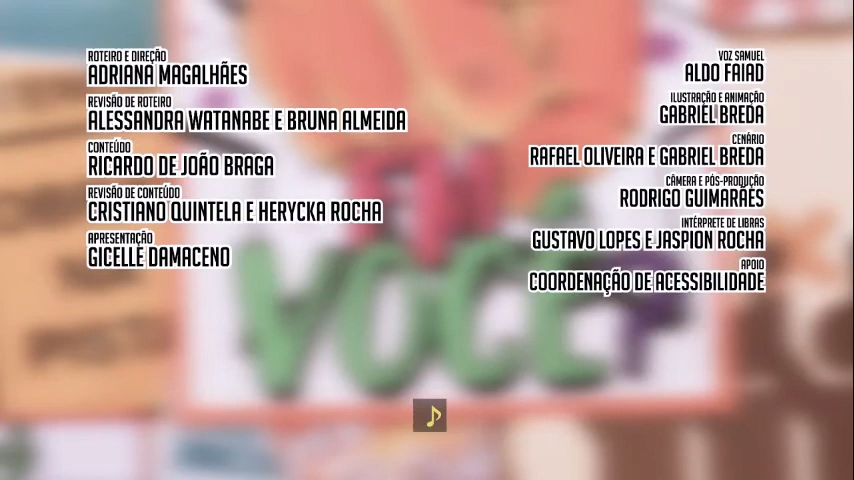 ROTEIRO E DIREÇÃO
ADRIANA MAGALHÃES
REVISÃO DE ROTEIRO
ALESSANDRA WATANABE E BRUNA ALMEIDA
CONTEÚDO
RICARDO DE JOÃO BRAGA
REVISÃO DE CONTEÚDO
CRISTIANO QUINTELA E HERYCKA ROCHA
APRESENTAÇÃO
GICELLE DAMACENO
VOZ SAMUEL
ALDO FAIAD
ILUSTRAÇÃO E ANIMAÇÃO
GABRIEL BREDA
CENÁRIO
RAFAEL OLIVEIRA E GABRIEL BREDA
CÂMERA E PÓS-PRODUÇÃO
RODRIGO GUIMARÃES
INTÉRPRETE DE LIBRAS
GUSTAVO LOPES E JASPION ROCHA
APOIO
COORDENAÇÃO DE ACESSIBILIDADE
VOCÊ?